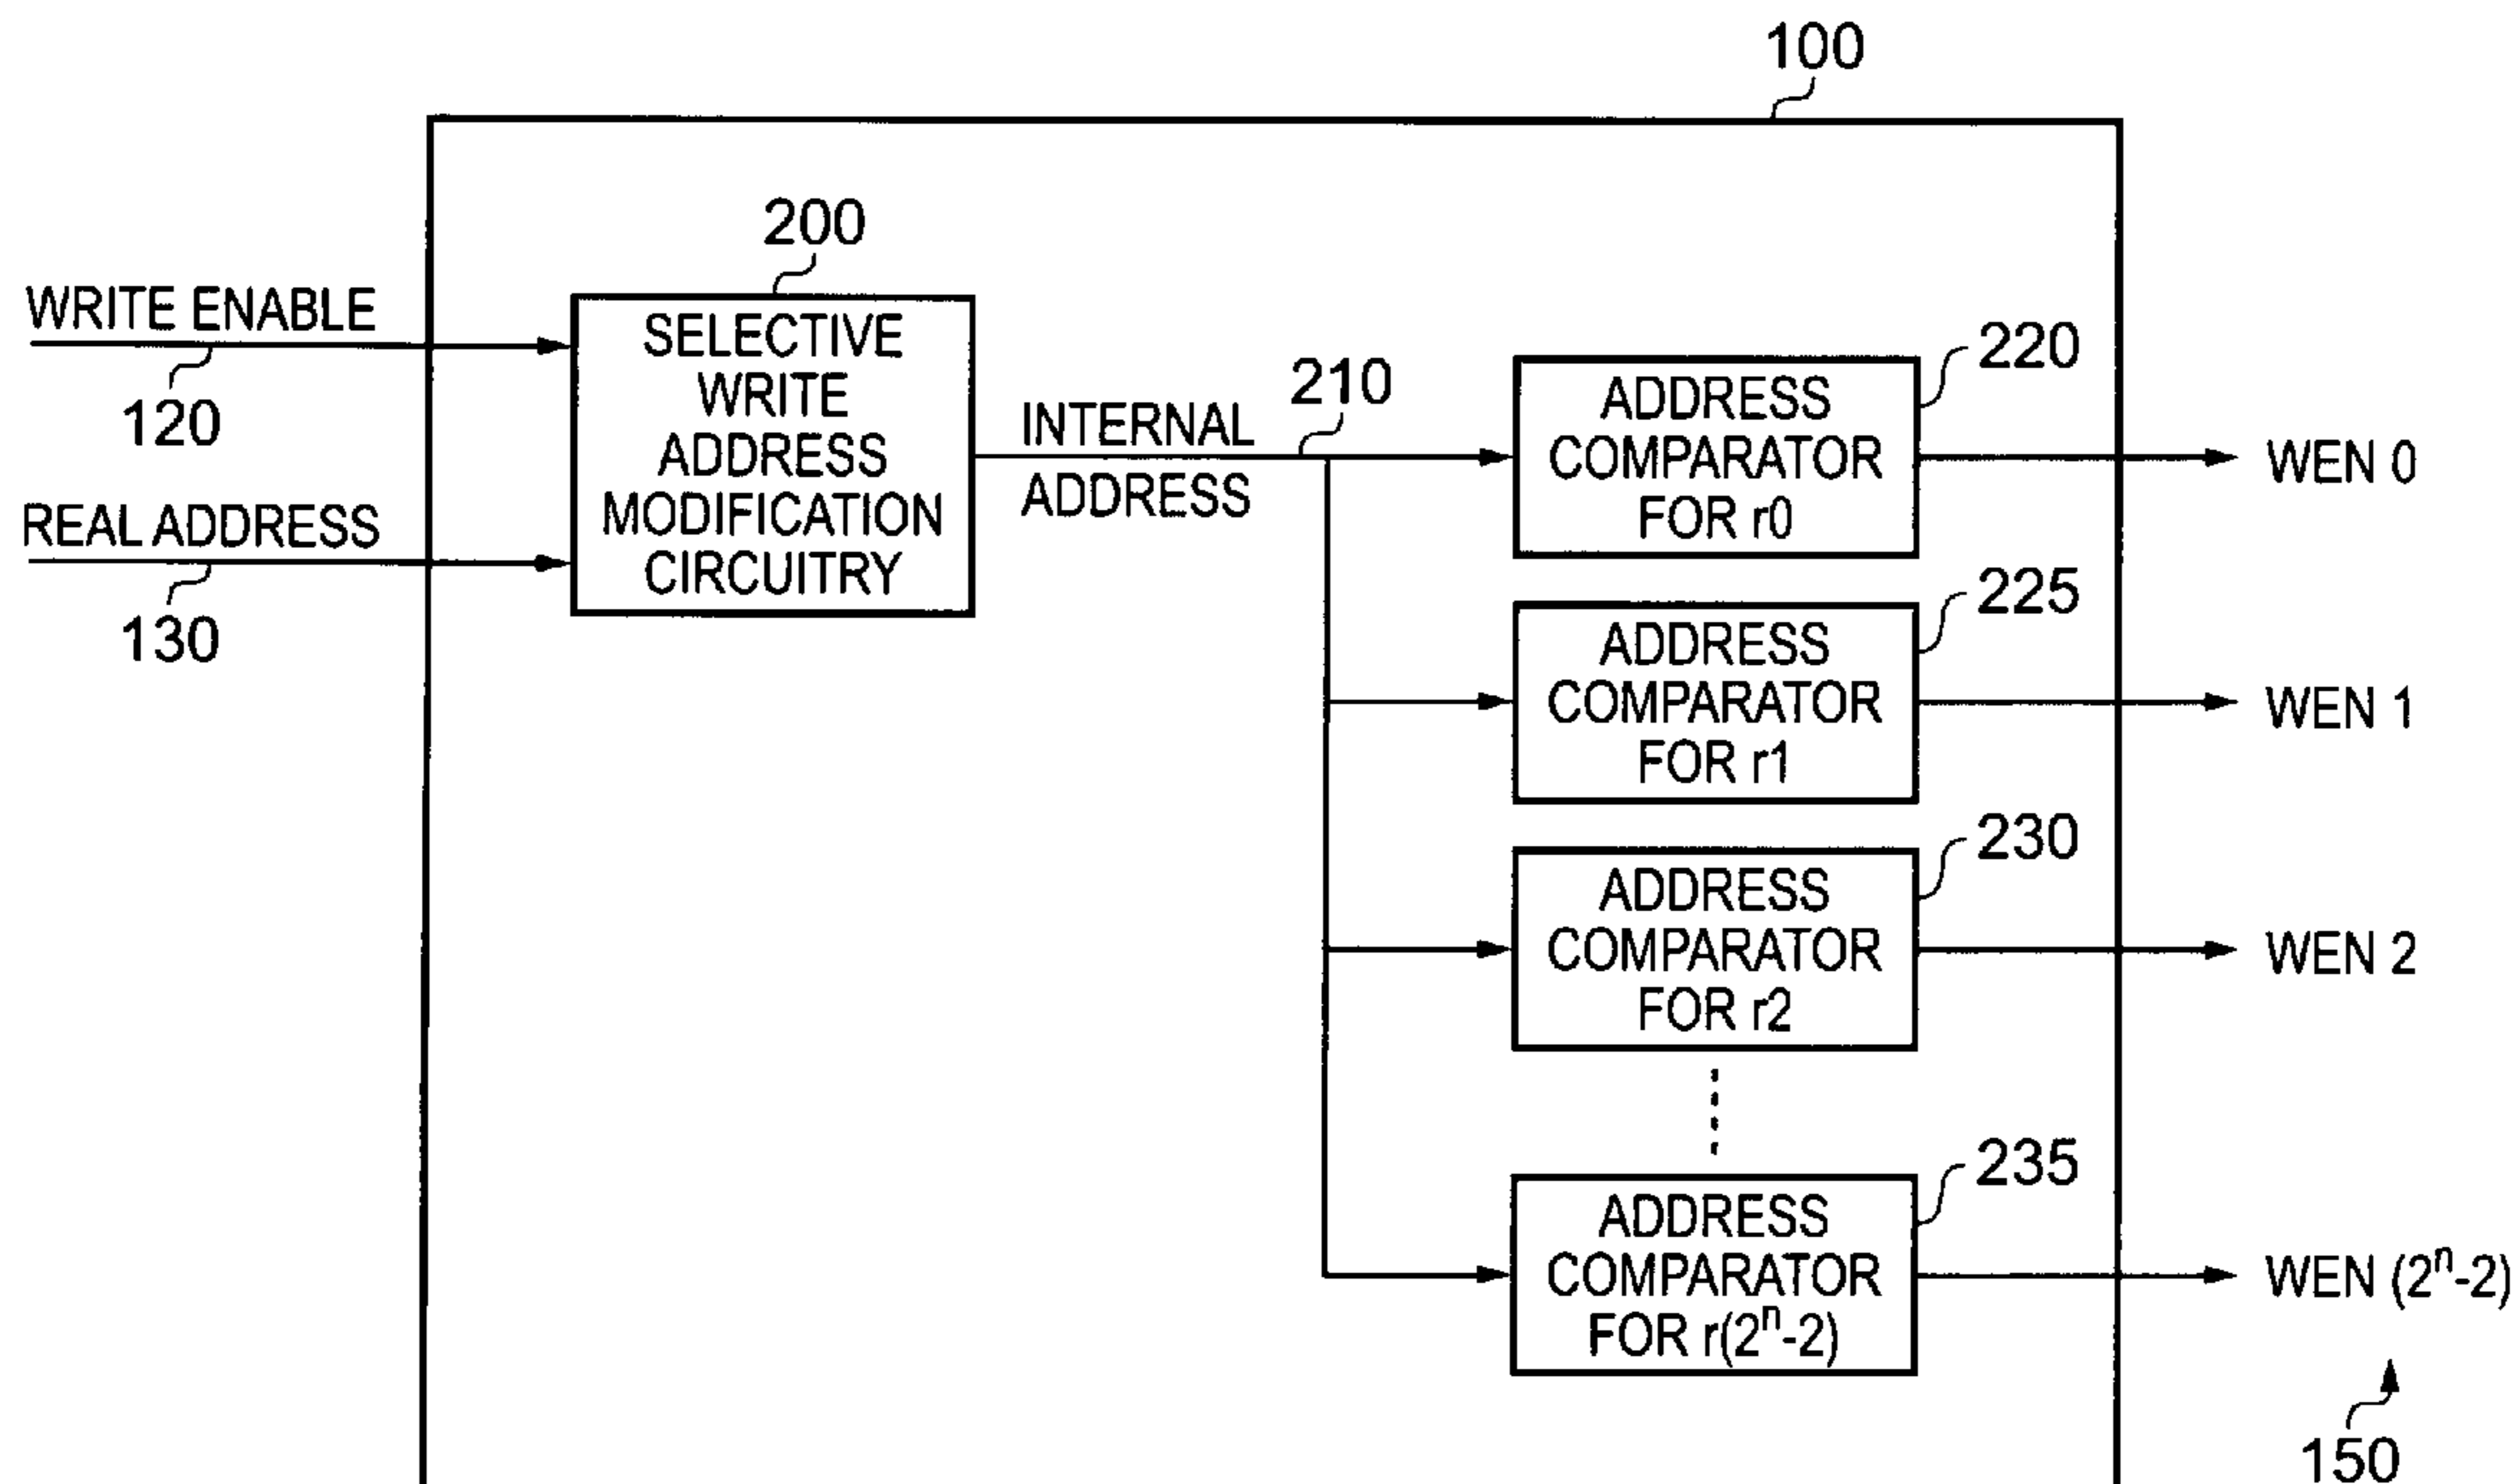 100
200
WRITE ENABLE
120
REAL ADDRESS
130
SELECTIVE
WRITE
ADDRESS
MODIFICATION
CIRCUITRY
INTERNAL
ADDRESS
210
ADDRESS
COMPARATOR
FOR r0
220
WEN 0
ADDRESS
COMPARATOR
FOR r1
225
WEN 1
ADDRESS
COMPARATOR
FOR r2
230
WEN 2
ADDRESS
COMPARATOR
FOR r(2ⁿ-2)
235
WEN (2ⁿ-2)
150